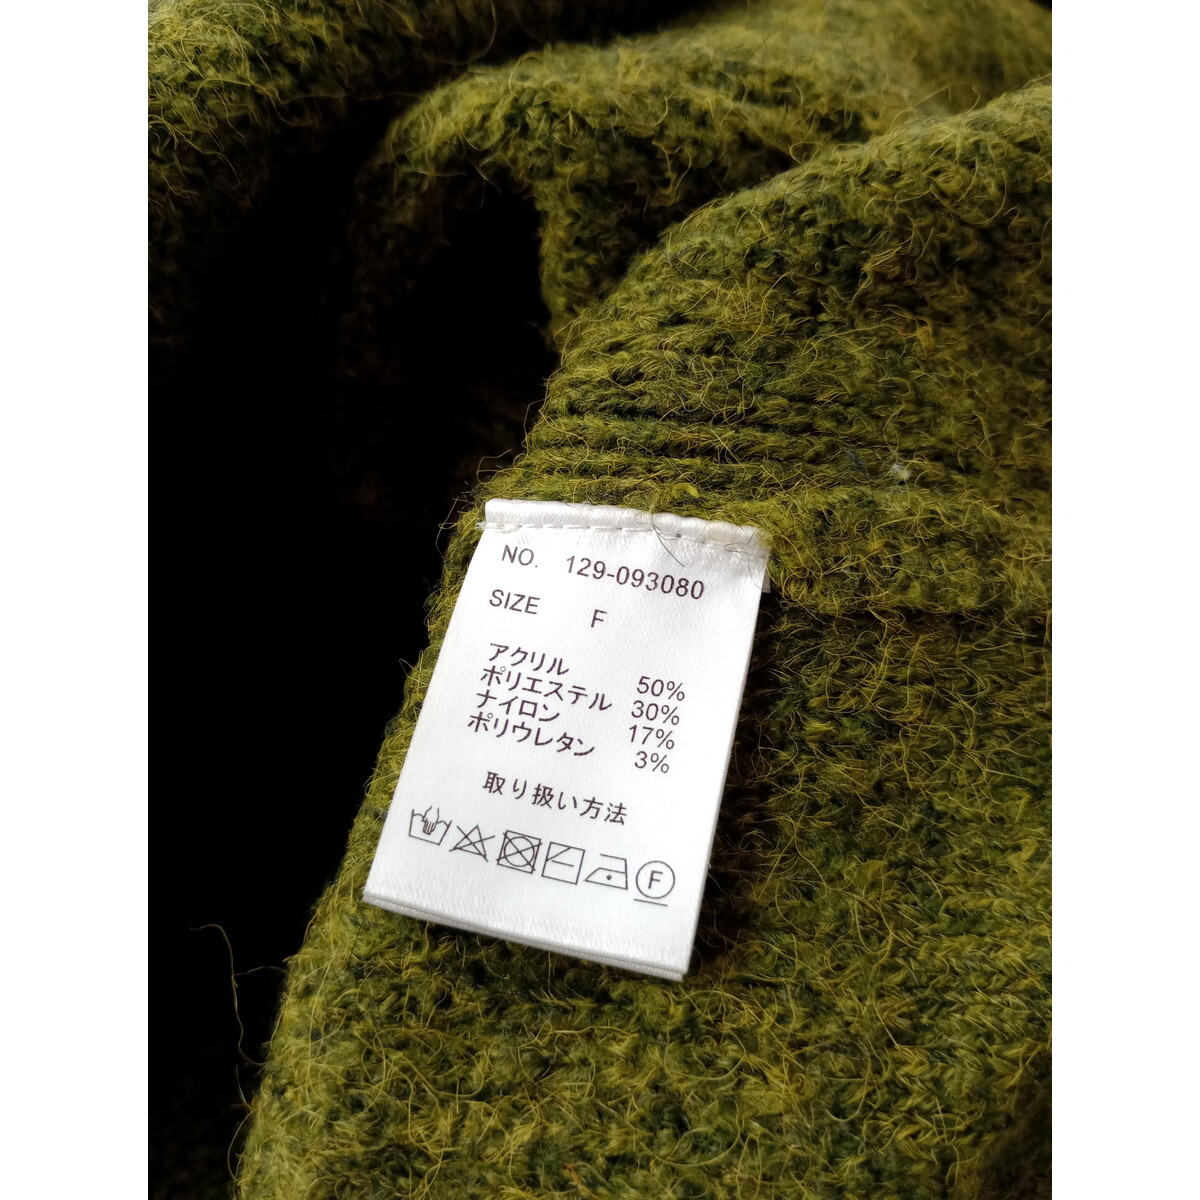 NO. 129-093080
SIZE F
アクリル 50%
ポリエステル 30%
ナイロン 17%
ポリウレタン 3%
取り扱い方法
F